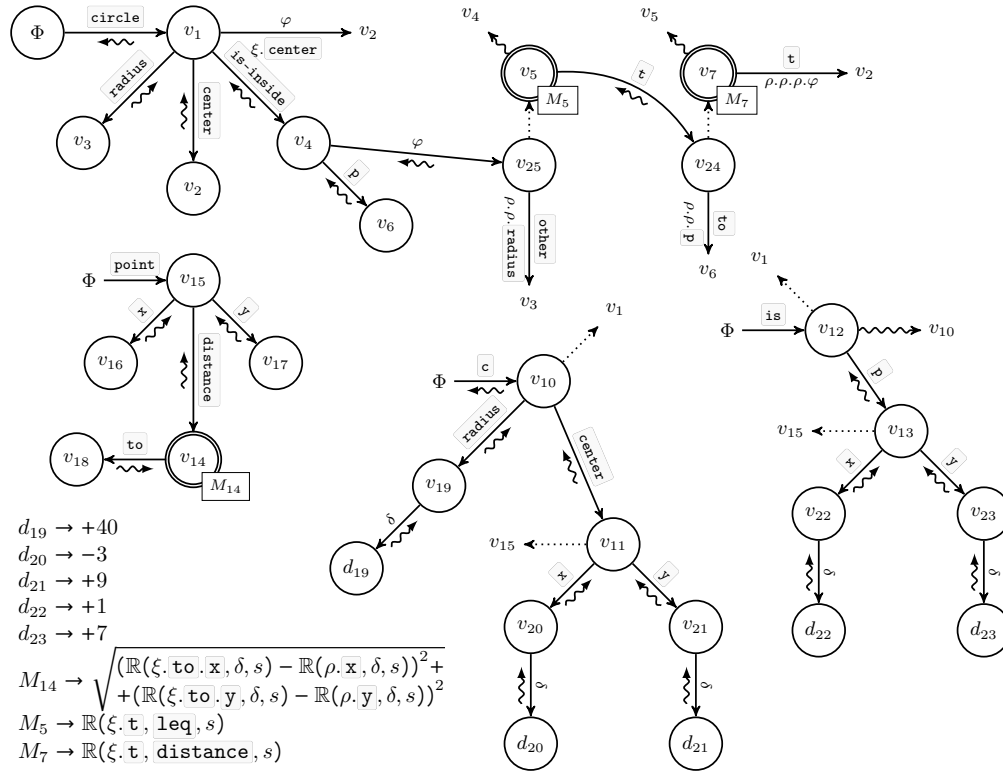 Φ circle v₁ φ v₂
ξ.center
radius center is-inside
v₃ v₂ v₄ v₆
p
φ
v₄ v₅ M₅ t
v₅ v₇ M₇ t v₂
ρ.ρ.ρ.φ
v₂₅ v₂₄
ρ.ρ.radius other
v₃
ρ.ρ.p to
v₆
Φ point v₁₅
x y
v₁₆ distance v₁₇
v₁₈ to v₁₄
M₁₄
v₁
Φ c v₁₀
radius center
v₁₉
δ
d₁₉
v₁₅ v₁₁
x y
v₂₀ v₂₁
δ δ
d₂₀ d₂₁
v₁
Φ is v₁₂ v₁₀
p
v₁₅ v₁₃
x y
v₂₂ v₂₃
δ δ
d₂₂ d₂₃
d₁₉ → +40
d₂₀ → −3
d₂₁ → +9
d₂₂ → +1
d₂₃ → +7
M₁₄ → √ (ℝ(ξ.to.x, δ, s) − ℝ(ρ.x, δ, s))² +
+(ℝ(ξ.to.y, δ, s) − ℝ(ρ.y, δ, s))²
M₅ → ℝ(ξ.t, leq, s)
M₇ → ℝ(ξ.t, distance, s)